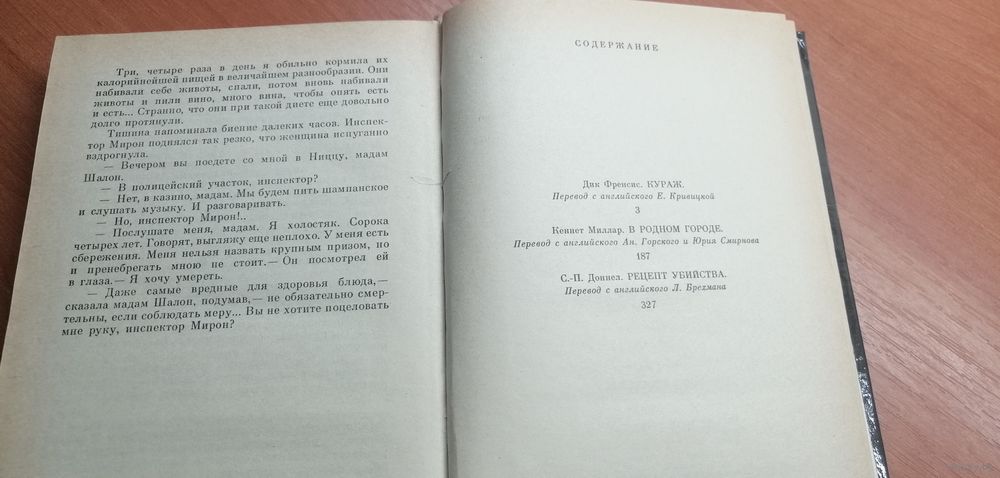 Три, четыре раза в день я обильно кормила их
калорийнейшей пищей в величайшем разнообразии. Они
набивали себе животы, спали, потом вновь набивали
животы и пили вино, много вина, чтобы опять есть
и есть... Странно, что они при такой диете еще довольно
долго протянули.
Тишина напоминала биение далеких часов. Инспек-
тор Мирон поднялся так резко, что женщина испуганно
вздрогнула.
— Вечером вы поедете со мной в Ниццу, мадам
Шалон.
— В полицейский участок, инспектор?
— Нет, в казино, мадам. Мы будем пить шампанское
и слушать музыку. И разговаривать.
— Но, инспектор Мирон!..
— Послушайте меня, мадам. Я холостяк. Сорока
четырех лет. Говорят, выгляжу еще неплохо. У меня есть
сбережения. Меня нельзя назвать крупным призом, но
и пренебрегать мною не стоит.— Он посмотрел ей
в глаза.— Я хочу умереть.
— Даже самые вредные для здоровья блюда,—
сказала мадам Шалон, подумав,— не обязательно смер-
тельны, если соблюдать меру... Вы не хотите поцеловать
мне руку, инспектор Мирон?
СОДЕРЖАНИЕ
Дик Френсис. КУРАЖ.
Перевод с английского Е. Кривицкой
3
Кеннет Миллар. В РОДНОМ ГОРОДЕ.
Перевод с английского Ан. Горского и Юрия Смирнова
187
С.-П. Доннел. РЕЦЕПТ УБИЙСТВА.
Перевод с английского Л. Брехмана
327